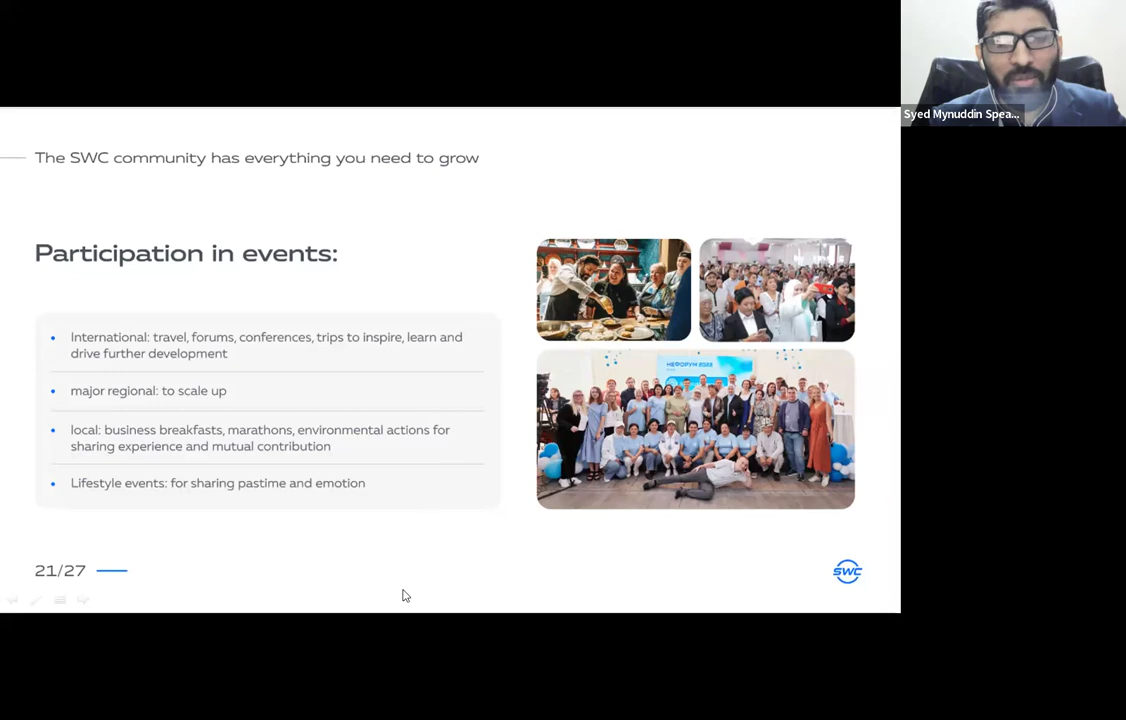 Syed Mynuddin Spea...
The SWC community has everything you need to grow
Participation in events:
• International: travel, forums, conferences, trips to inspire, learn and
drive further development
• major regional: to scale up
• local: business breakfasts, marathons, environmental actions for
sharing experience and mutual contribution
• Lifestyle events: for sharing pastime and emotion
НЕФОРУМ 2023
21/27
SWC